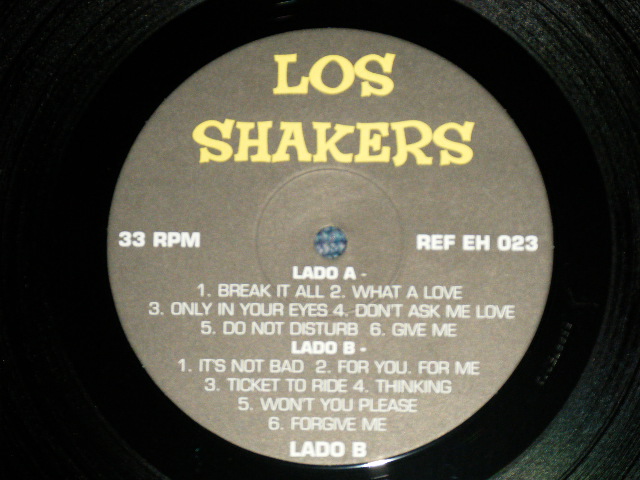 LOS
SHAKERS
33 RPM
REF EH 023
LADO A -
1. BREAK IT ALL 2. WHAT A LOVE
3. ONLY IN YOUR EYES 4. DON'T ASK ME LOVE
5. DO NOT DISTURB 6. GIVE ME
LADO B -
1. IT'S NOT BAD 2. FOR YOU. FOR ME
3. TICKET TO RIDE 4. THINKING
5. WON'T YOU PLEASE
6. FORGIVE ME
LADO B